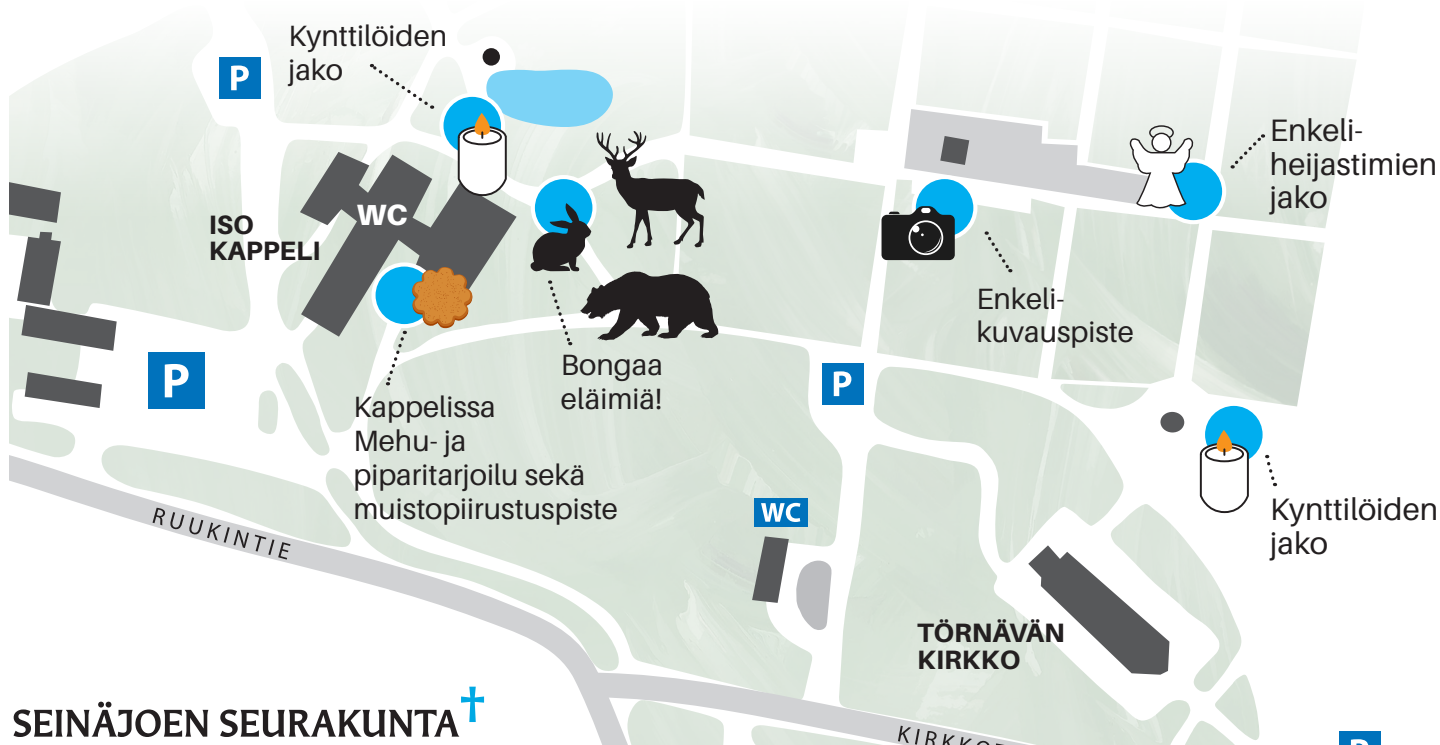 Kynttilöiden
jako
P
Enkeli-
heijastimien
jako
WC
ISO
KAPPELI
Enkeli-
kuvauspiste
Bongaa
eläimiä!
P
P
Kappelissa
Mehu- ja
piparitarjoilu sekä
muistopiirustuspiste
WC
Kynttilöiden
jako
RUUKINTIE
TÖRNÄVÄN
KIRKKO
SEINÄJOEN SEURAKUNTA
P